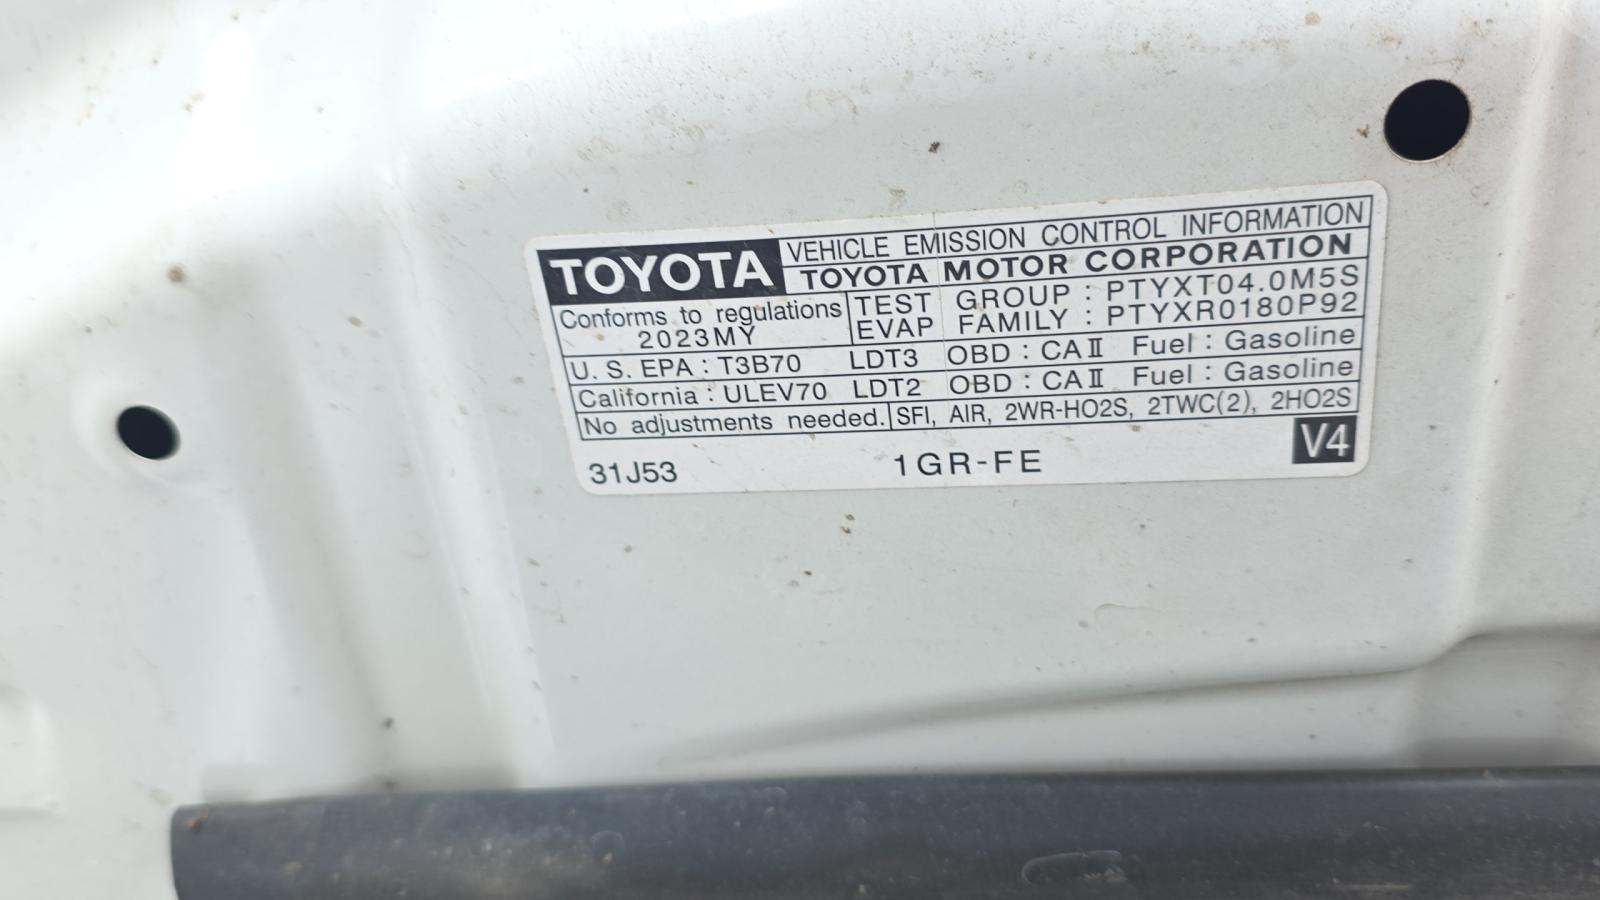 TOYOTA
VEHICLE EMISSION CONTROL INFORMATION
TOYOTA MOTOR CORPORATION
Conforms to regulations
2023MY
TEST GROUP : PTYXT04.0M5S
EVAP FAMILY : PTYXR0180P92
U. S. EPA : T3B70 LDT3 OBD : CAⅡ Fuel : Gasoline
California : ULEV70 LDT2 OBD : CAⅡ Fuel : Gasoline
No adjustments needed. SFI, AIR, 2WR-HO2S, 2TWC(2), 2HO2S
31J53 1GR-FE V4